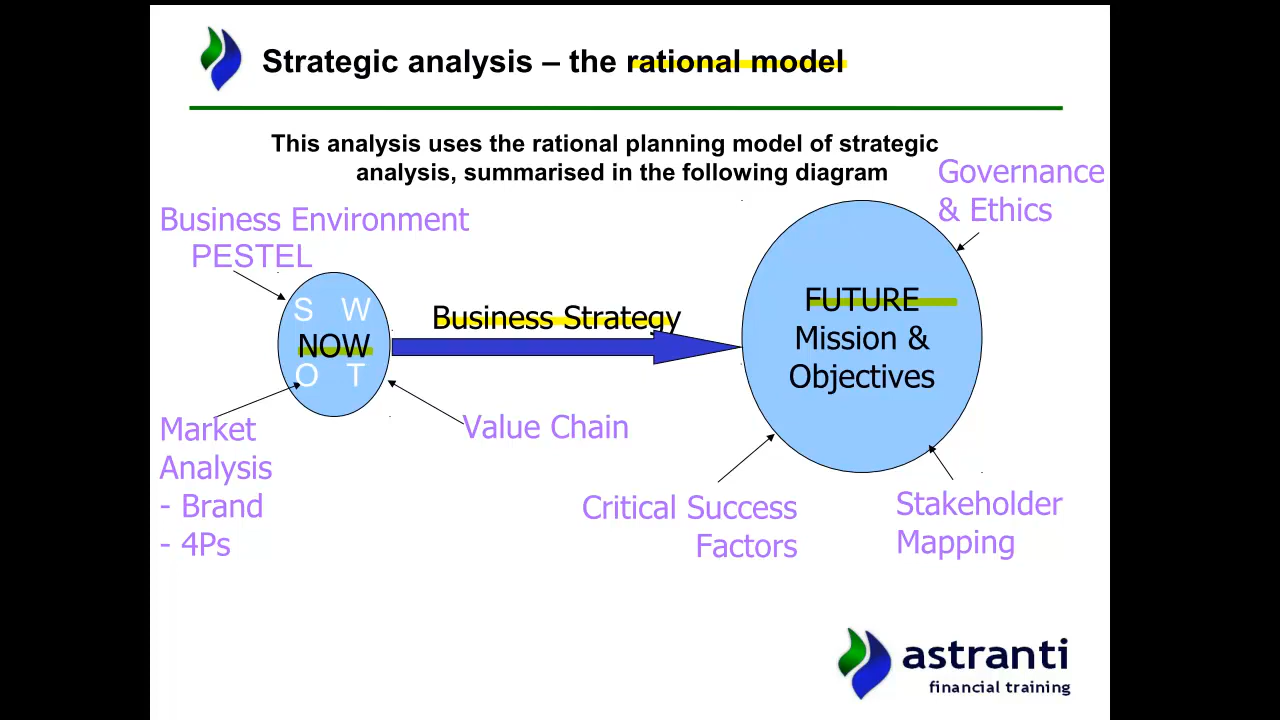 Strategic analysis – the rational model
This analysis uses the rational planning model of strategic
analysis, summarised in the following diagram
Governance
& Ethics
Business Environment
PESTEL
S W
NOW
O T
Business Strategy
FUTURE
Mission &
Objectives
Market
Analysis
- Brand
- 4Ps
Value Chain
Critical Success
Factors
Stakeholder
Mapping
astranti
financial training